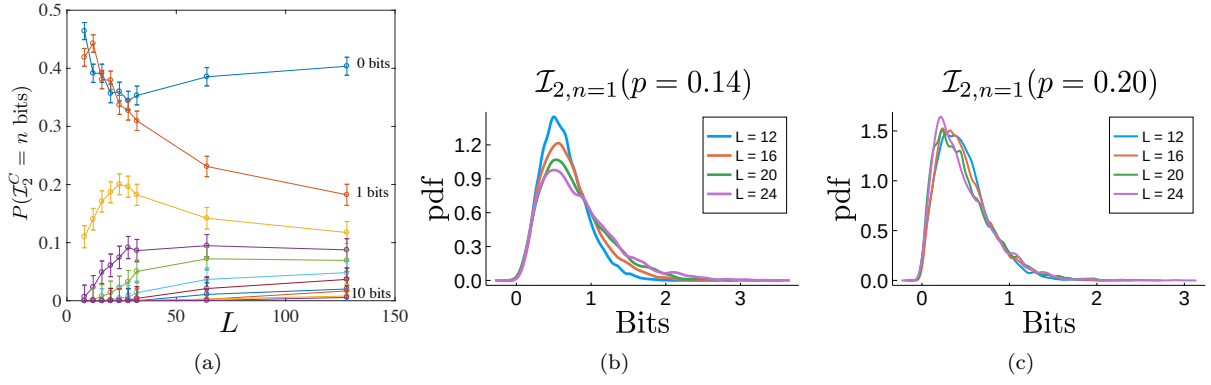 0.5
0.4
0.3
0.2
0.1
0
P(𝓘₂ᶜ = n bits)
0 bits
1 bits
10 bits
0 50 100 150
L
(a)
𝓘₂,ₙ₌₁(p = 0.14)
1.2
0.9
0.6
0.3
0.0
pdf
L = 12
L = 16
L = 20
L = 24
0 1 2 3
Bits
(b)
𝓘₂,ₙ₌₁(p = 0.20)
1.5
1.0
0.5
0.0
pdf
L = 12
L = 16
L = 20
L = 24
0 1 2 3
Bits
(c)